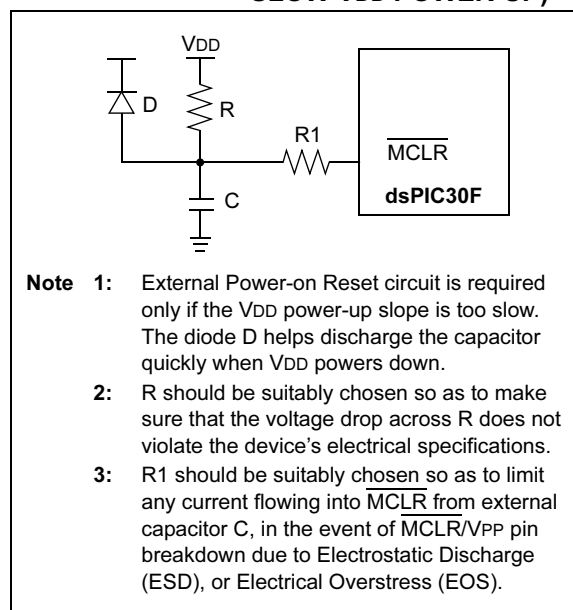 VDD
D
R
R1
MCLR
dsPIC30F
C
Note 1: External Power-on Reset circuit is required
only if the VDD power-up slope is too slow.
The diode D helps discharge the capacitor
quickly when VDD powers down.
2: R should be suitably chosen so as to make
sure that the voltage drop across R does not
violate the device's electrical specifications.
3: R1 should be suitably chosen so as to limit
any current flowing into MCLR from external
capacitor C, in the event of MCLR/VPP pin
breakdown due to Electrostatic Discharge
(ESD), or Electrical Overstress (EOS).